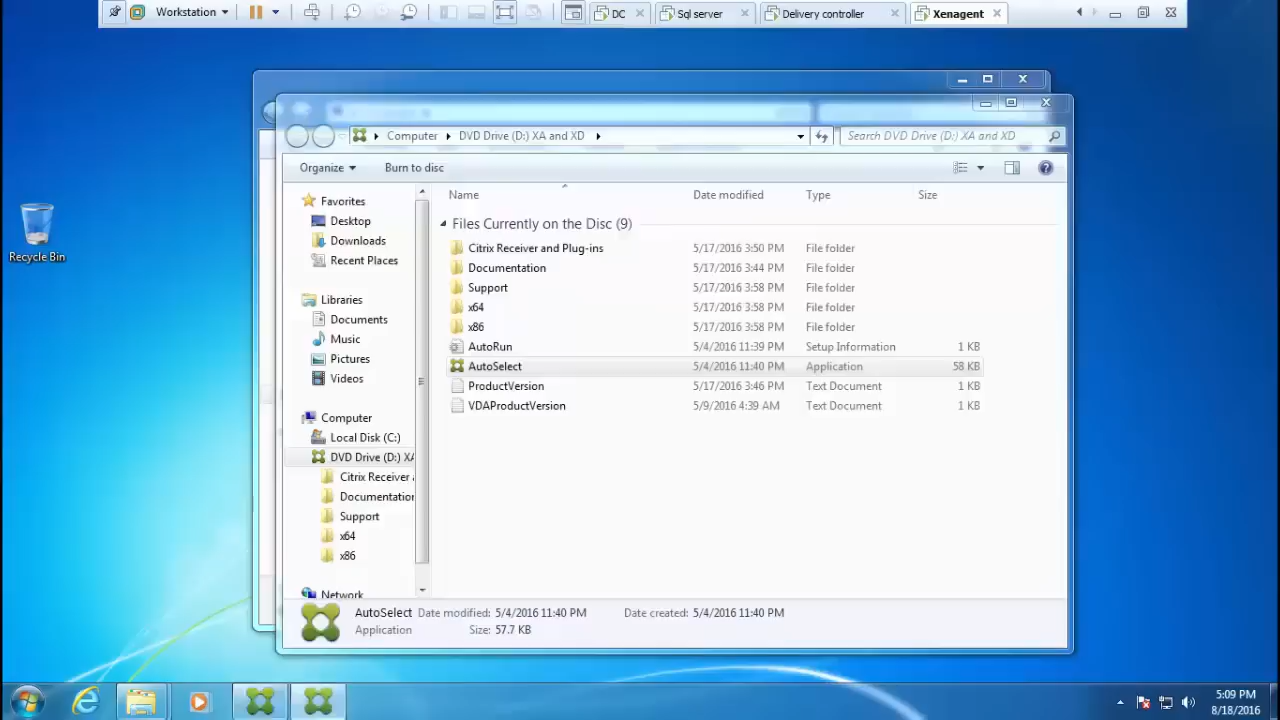 Workstation DC Sql server Delivery controller Xenagent
Computer DVD Drive (D:) XA and XD Search DVD Drive (D:) XA and XD
Organize Burn to disc
Name Date modified Type Size
Favorites
Desktop
Downloads
Recent Places
Libraries
Documents
Music
Pictures
Videos
Computer
Local Disk (C:)
DVD Drive (D:) XA
Citrix Receiver
Documentation
Support
x64
x86
Network
Files Currently on the Disc (9)
Citrix Receiver and Plug-ins 5/17/2016 3:50 PM File folder
Documentation 5/17/2016 3:44 PM File folder
Support 5/17/2016 3:58 PM File folder
x64 5/17/2016 3:58 PM File folder
x86 5/17/2016 3:58 PM File folder
AutoRun 5/4/2016 11:39 PM Setup Information 1 KB
AutoSelect 5/4/2016 11:40 PM Application 58 KB
ProductVersion 5/17/2016 3:46 PM Text Document 1 KB
VDAProductVersion 5/9/2016 4:39 AM Text Document 1 KB
AutoSelect Date modified: 5/4/2016 11:40 PM Date created: 5/4/2016 11:40 PM
Application Size: 57.7 KB
Recycle Bin
5:09 PM
8/18/2016